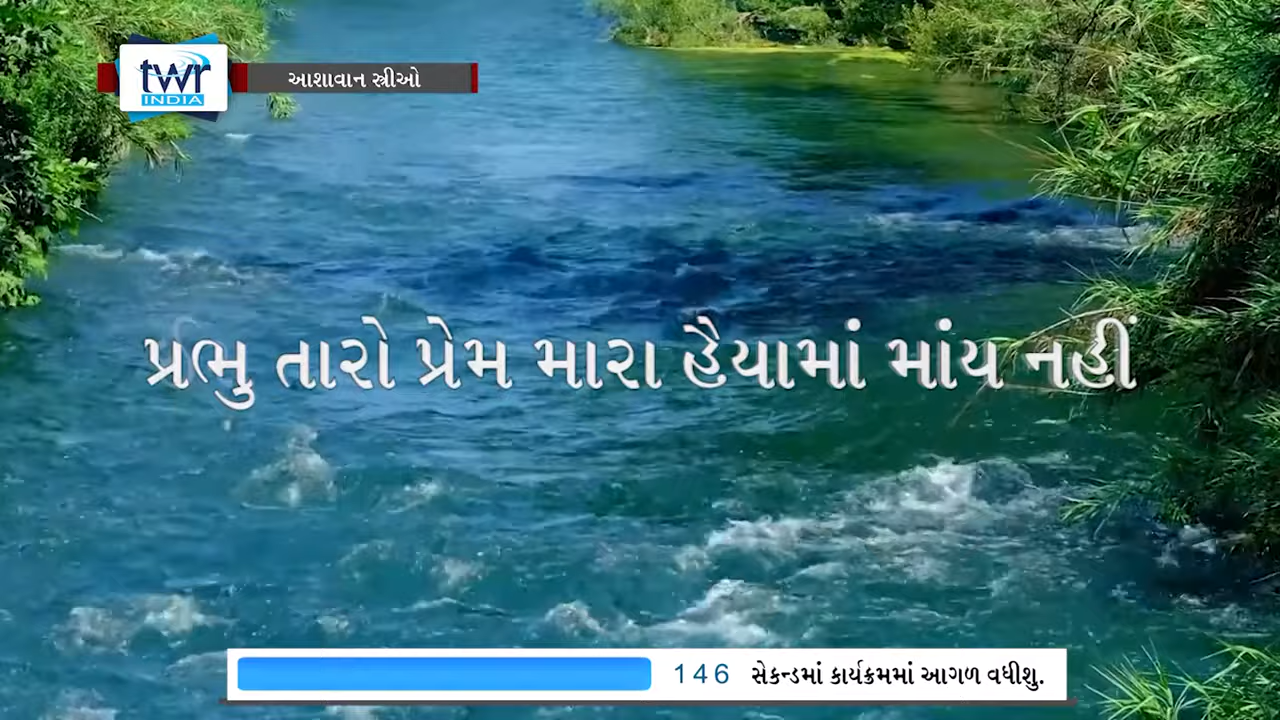 twr
INDIA
આશાવાન સ્ત્રીઓ
પ્રભુ તારો પ્રેમ મારા હૈયામાં માંય નહીં
146 સેકન્ડમાં કાર્યક્રમમાં આગળ વધીશુ.